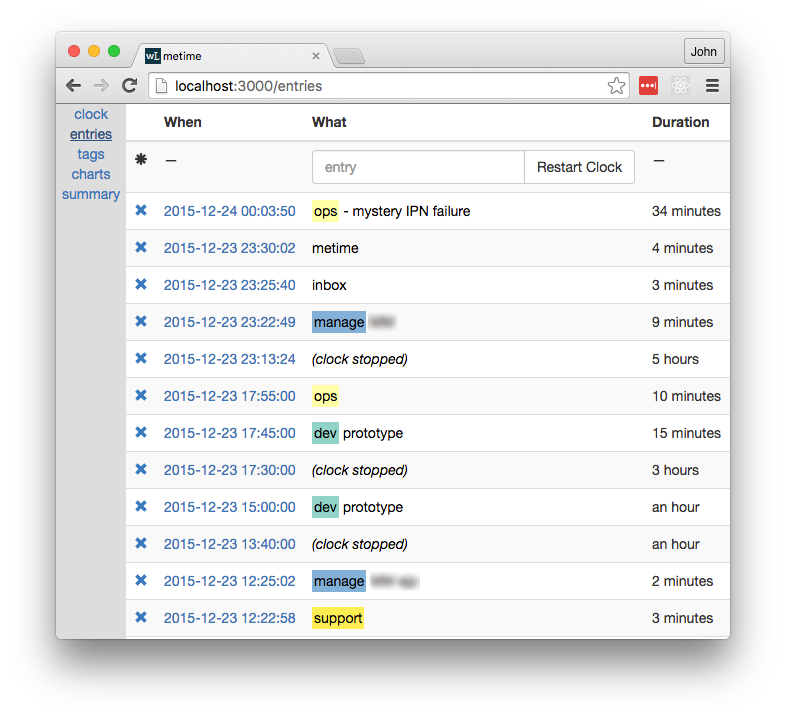 metime
John
localhost:3000/entries
clock
entries
tags
charts
summary
When What Duration
— entry Restart Clock —
2015-12-24 00:03:50 ops - mystery IPN failure 34 minutes
2015-12-23 23:30:02 metime 4 minutes
2015-12-23 23:25:40 inbox 3 minutes
2015-12-23 23:22:49 manage 9 minutes
2015-12-23 23:13:24 (clock stopped) 5 hours
2015-12-23 17:55:00 ops 10 minutes
2015-12-23 17:45:00 dev prototype 15 minutes
2015-12-23 17:30:00 (clock stopped) 3 hours
2015-12-23 15:00:00 dev prototype an hour
2015-12-23 13:40:00 (clock stopped) an hour
2015-12-23 12:25:02 manage 2 minutes
2015-12-23 12:22:58 support 3 minutes